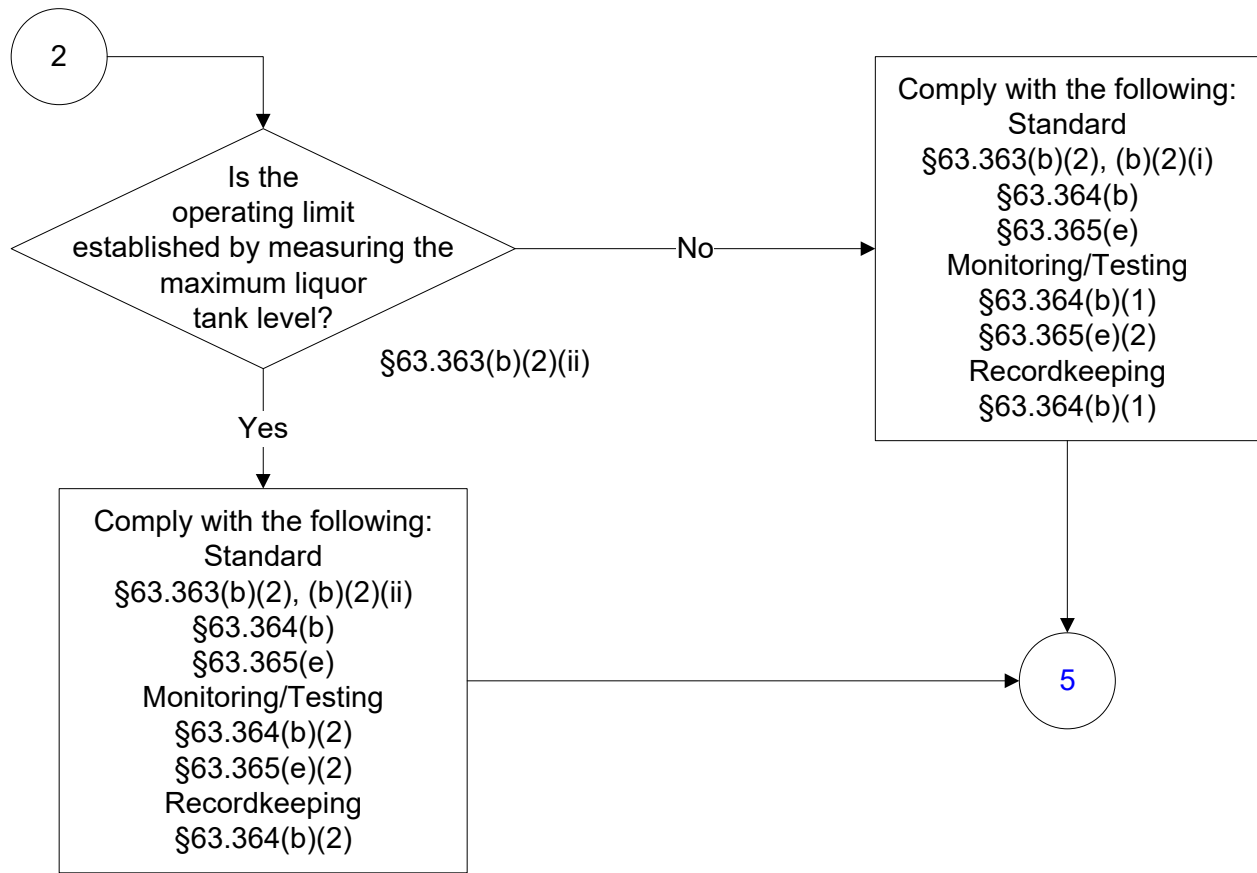 2
Is the
operating limit
established by measuring the
maximum liquor
tank level?
§63.363(b)(2)(ii)
No
Yes
Comply with the following:
Standard
§63.363(b)(2), (b)(2)(i)
§63.364(b)
§63.365(e)
Monitoring/Testing
§63.364(b)(1)
§63.365(e)(2)
Recordkeeping
§63.364(b)(1)
Comply with the following:
Standard
§63.363(b)(2), (b)(2)(ii)
§63.364(b)
§63.365(e)
Monitoring/Testing
§63.364(b)(2)
§63.365(e)(2)
Recordkeeping
§63.364(b)(2)
5